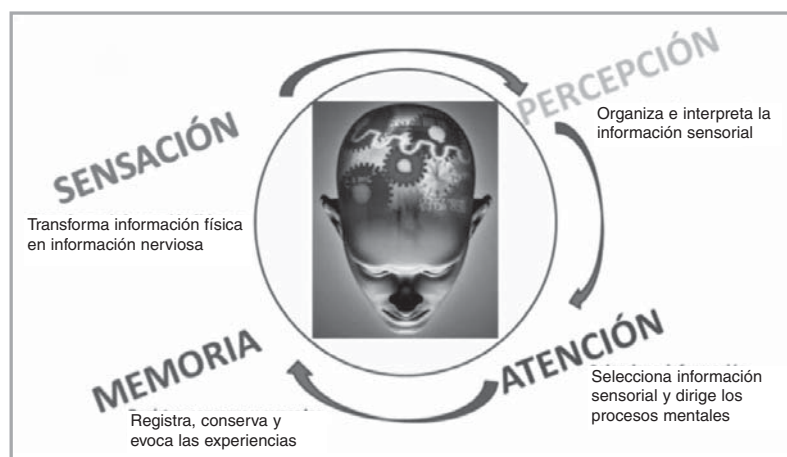 SENSACIÓN
Transforma información física
en información nerviosa
PERCEPCIÓN
Organiza e interpreta la
información sensorial
ATENCIÓN
Selecciona información
sensorial y dirige los
procesos mentales
MEMORIA
Registra, conserva y
evoca las experiencias